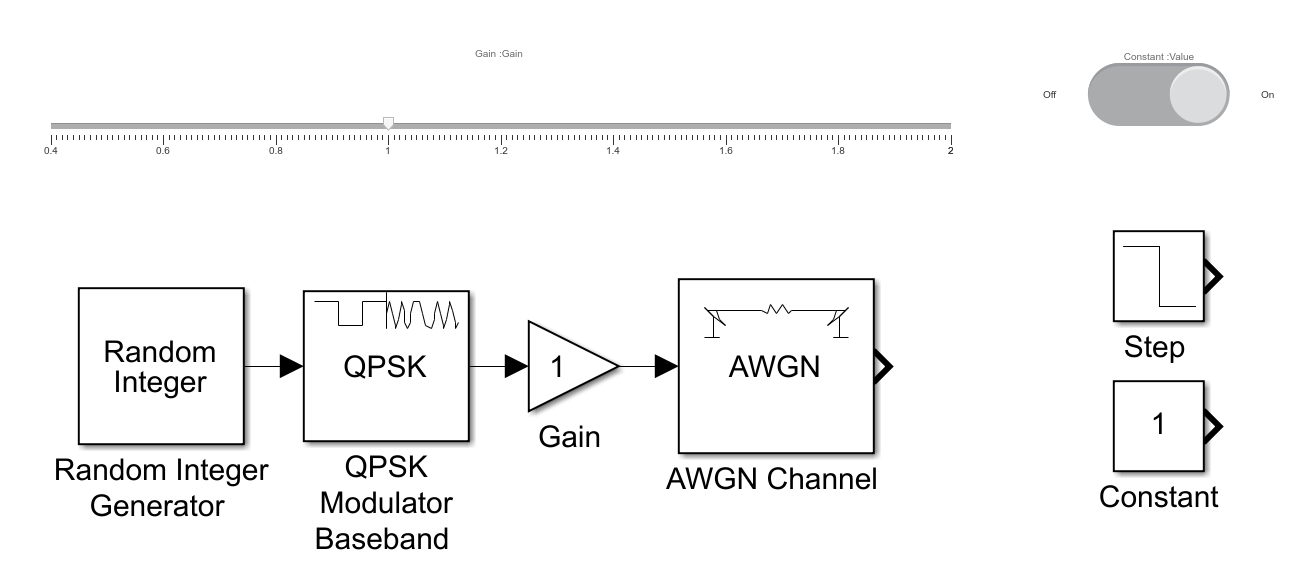 Gain :Gain
Constant :Value
Off
On
0.4 0.6 0.8 1 1.2 1.4 1.6 1.8 2
Random
Integer
Random Integer
Generator
QPSK
QPSK
Modulator
Baseband
1
Gain
AWGN
AWGN Channel
Step
1
Constant